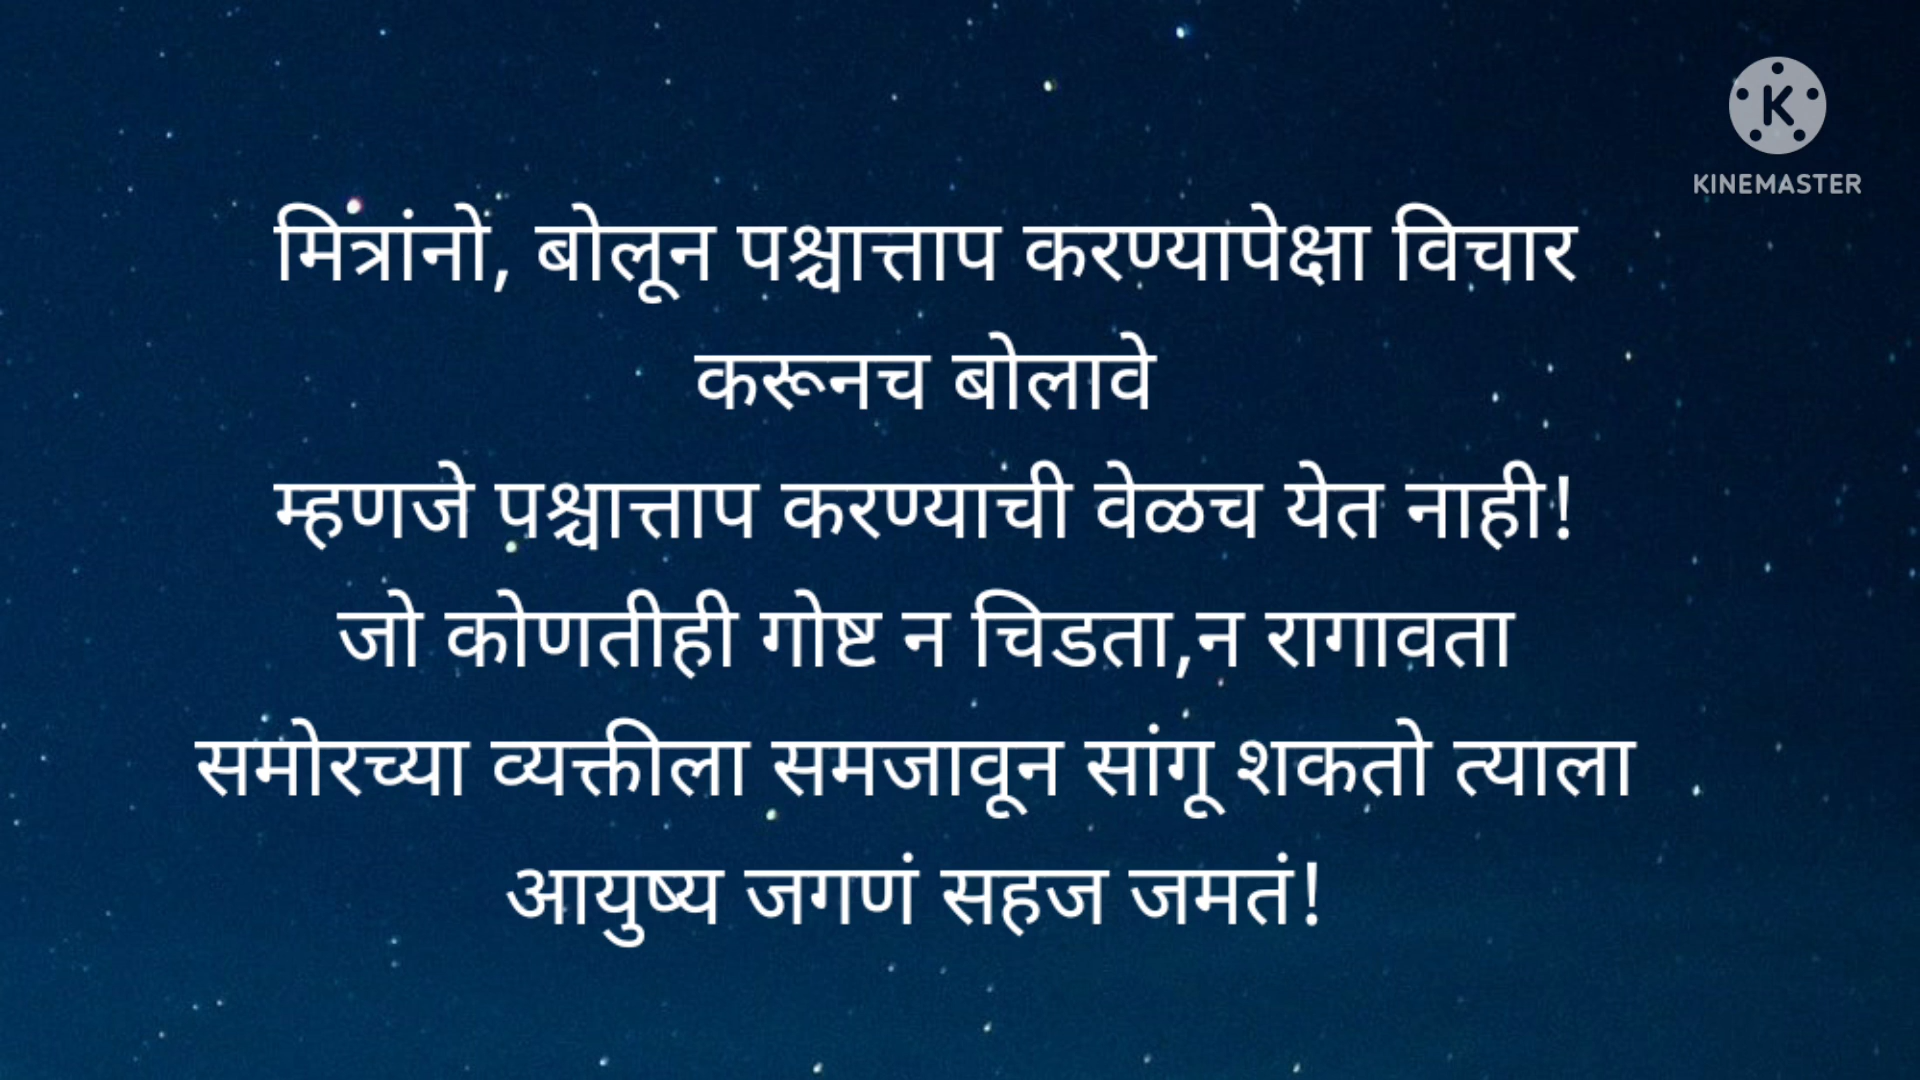 KINEMASTER
मित्रांनो, बोलून पश्चात्ताप करण्यापेक्षा विचार
करूनच बोलावे
म्हणजे पश्चात्ताप करण्याची वेळच येत नाही!
जो कोणतीही गोष्ट न चिडता,न रागावता
समोरच्या व्यक्तीला समजावून सांगू शकतो त्याला
आयुष्य जगणं सहज जमतं!